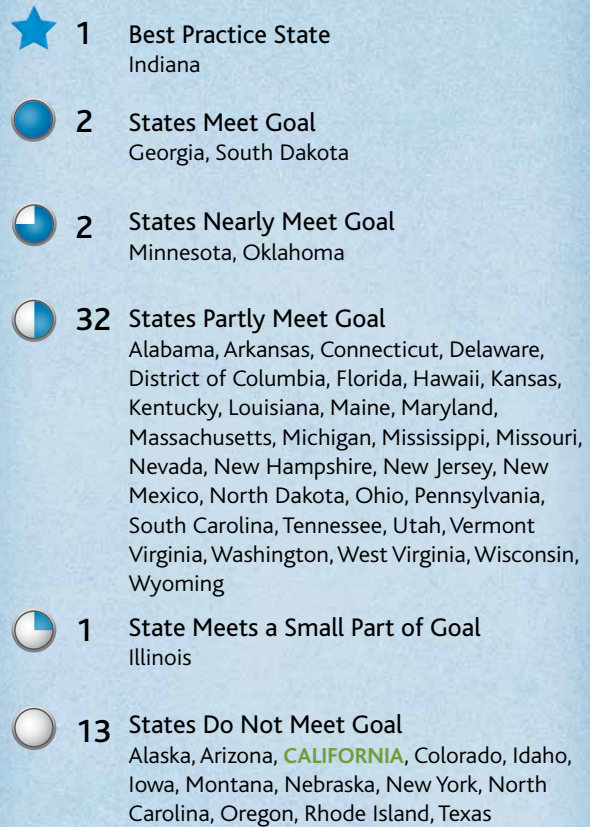 1 Best Practice State
Indiana
2 States Meet Goal
Georgia, South Dakota
2 States Nearly Meet Goal
Minnesota, Oklahoma
32 States Partly Meet Goal
Alabama, Arkansas, Connecticut, Delaware,
District of Columbia, Florida, Hawaii, Kansas,
Kentucky, Louisiana, Maine, Maryland,
Massachusetts, Michigan, Mississippi, Missouri,
Nevada, New Hampshire, New Jersey, New
Mexico, North Dakota, Ohio, Pennsylvania,
South Carolina, Tennessee, Utah, Vermont
Virginia, Washington, West Virginia, Wisconsin,
Wyoming
1 State Meets a Small Part of Goal
Illinois
13 States Do Not Meet Goal
Alaska, Arizona, CALIFORNIA, Colorado, Idaho,
Iowa, Montana, Nebraska, New York, North
Carolina, Oregon, Rhode Island, Texas